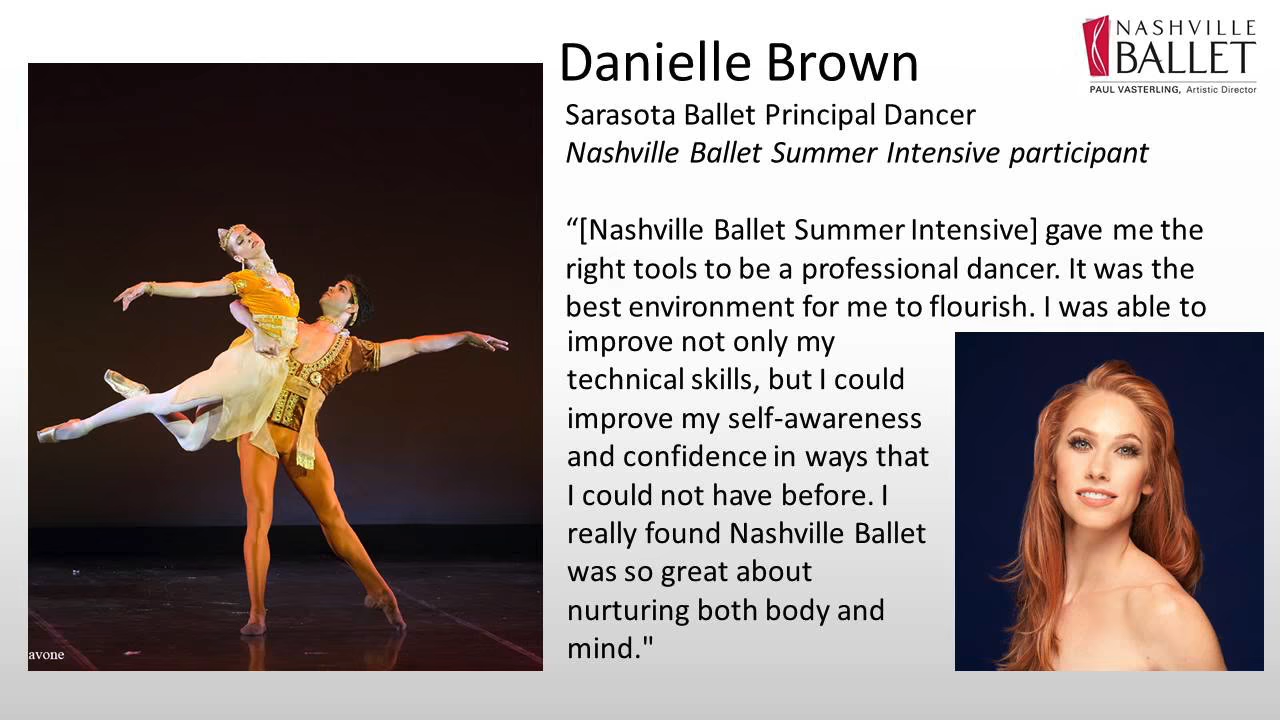 Danielle Brown
NASHVILLE
BALLET
PAUL VASTERLING, Artistic Director
Sarasota Ballet Principal Dancer
Nashville Ballet Summer Intensive participant
“[Nashville Ballet Summer Intensive] gave me the
right tools to be a professional dancer. It was the
best environment for me to flourish. I was able to
improve not only my
technical skills, but I could
improve my self-awareness
and confidence in ways that
I could not have before. I
really found Nashville Ballet
was so great about
nurturing both body and
mind."
avone